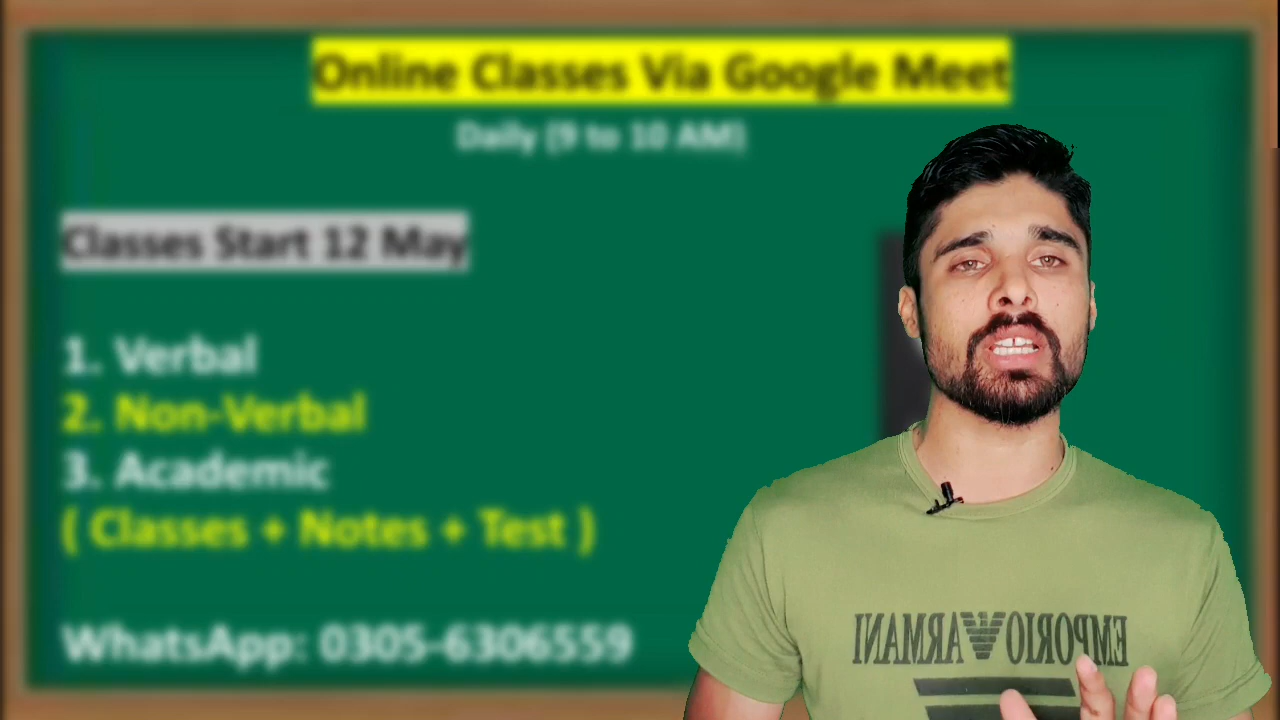 Online Classes Via Google Meet
Daily (9 to 10 AM)
Classes Start 12 May
1. Verbal
2. Non-Verbal
3. Academic
( Classes + Notes + Test )
WhatsApp: 0305-6306559
EMPORIO ARMANI